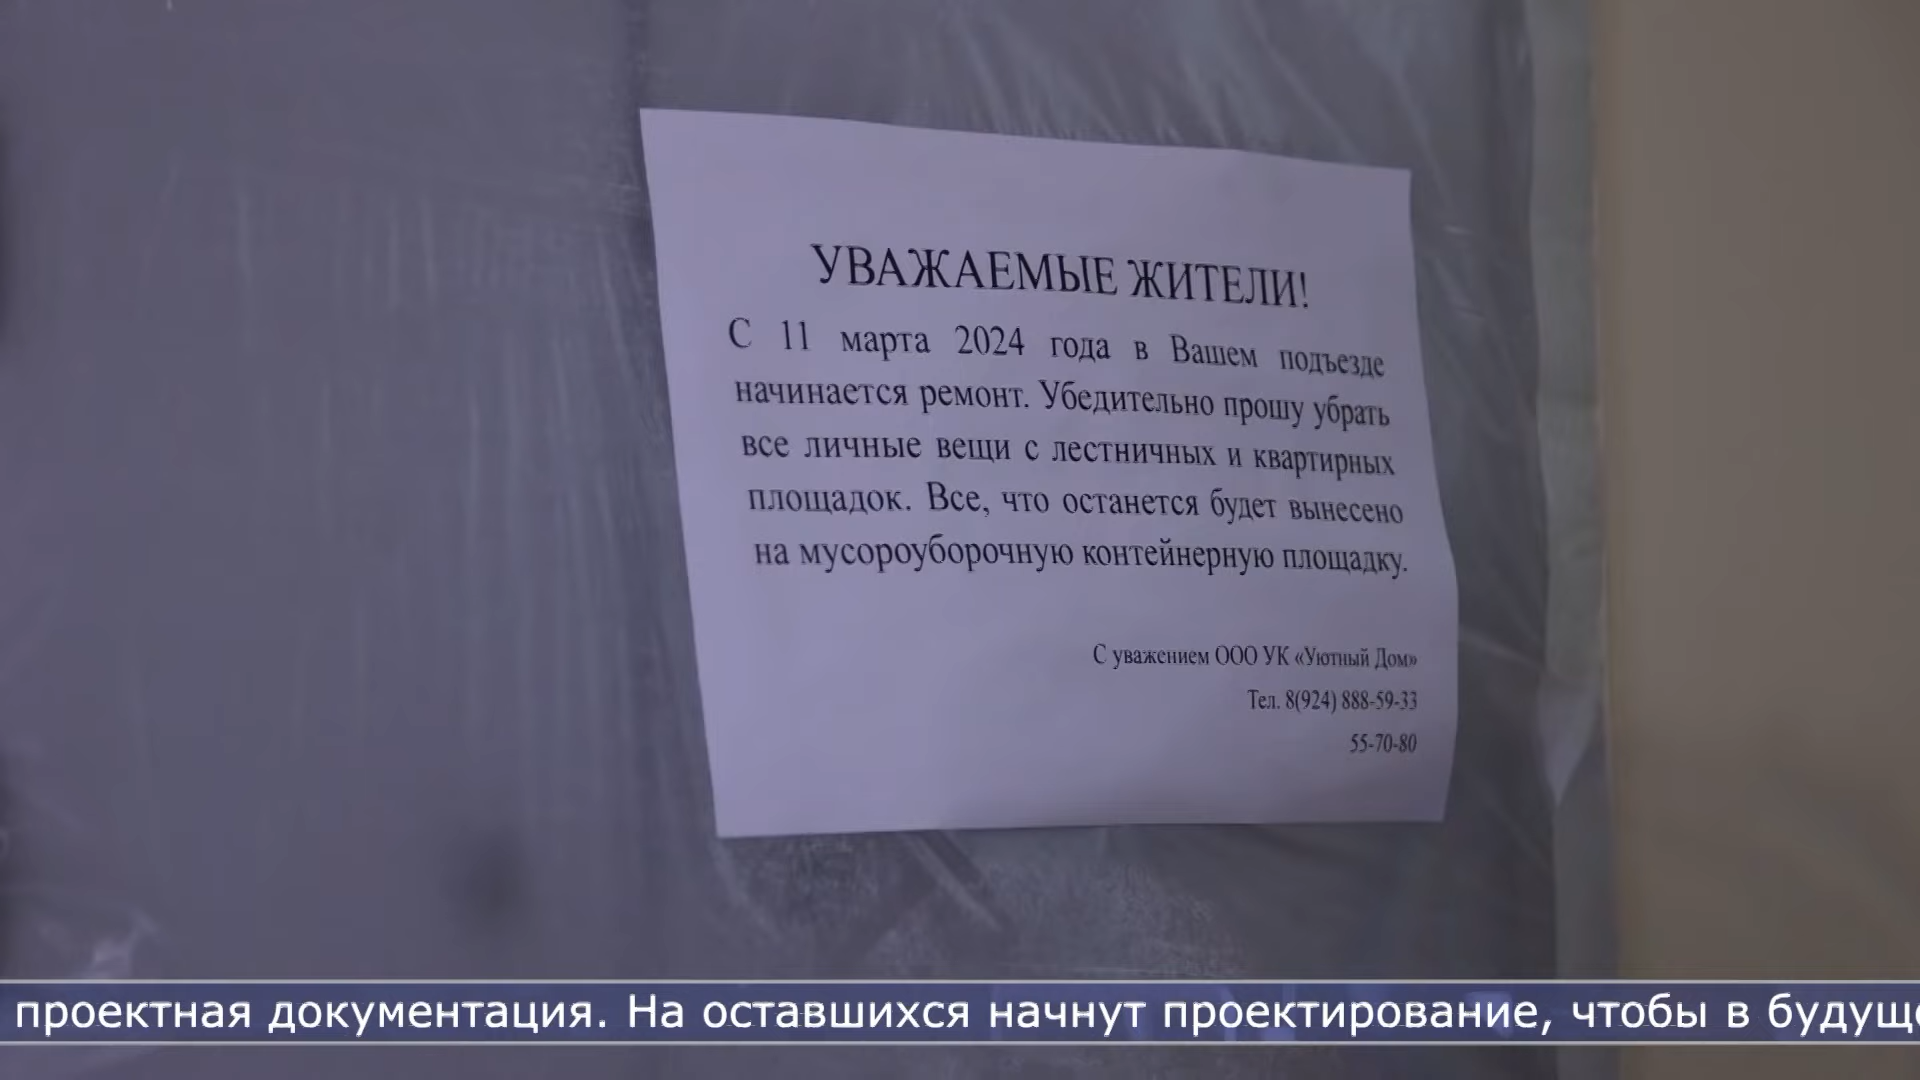 УВАЖАЕМЫЕ ЖИТЕЛИ!
С 11 марта 2024 года в Вашем подъезде
начинается ремонт. Убедительно прошу убрать
все личные вещи с лестничных и квартирных
площадок. Все, что останется будет вынесено
на мусороуборочную контейнерную площадку.
С уважением ООО УК «Уютный Дом»
Тел. 8(924) 888-59-33
55-70-80
проектная документация. На оставшихся начнут проектирование, чтобы в будуще